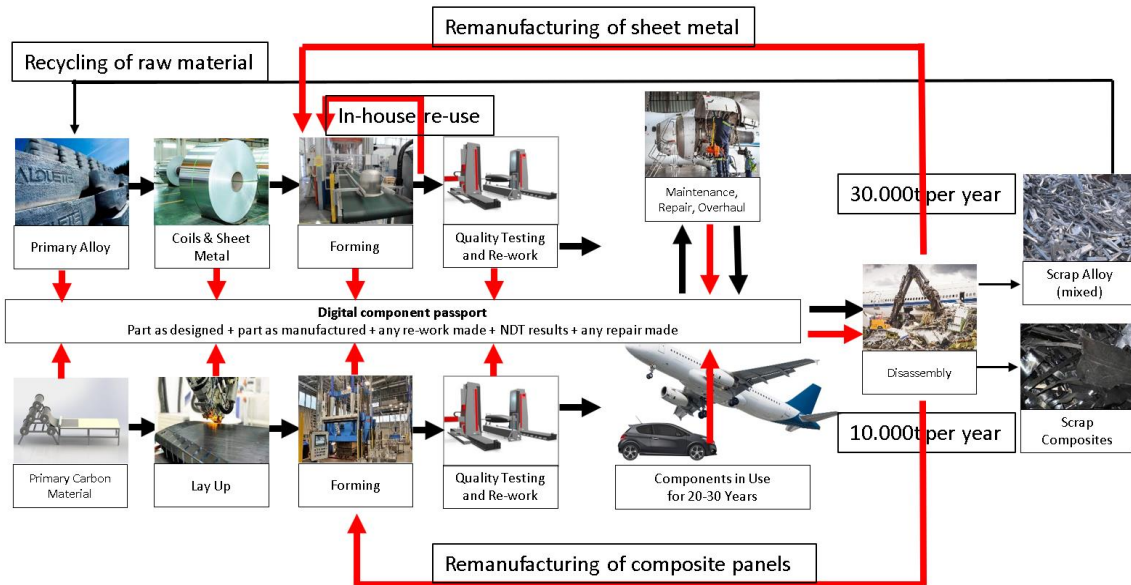 Remanufacturing of sheet metal
Recycling of raw material
In-house re-use
ALOUETTE
Primary Alloy
Coils & Sheet
Metal
Forming
Quality Testing
and Re-work
Maintenance,
Repair, Overhaul
30.000t per year
Scrap Alloy
(mixed)
Digital component passport
Part as designed + part as manufactured + any re-work made + NDT results + any repair made
Disassembly
10.000t per year
Scrap
Composites
Primary Carbon
Material
Lay Up
Forming
Quality Testing
and Re-work
Components in Use
for 20-30 Years
Remanufacturing of composite panels